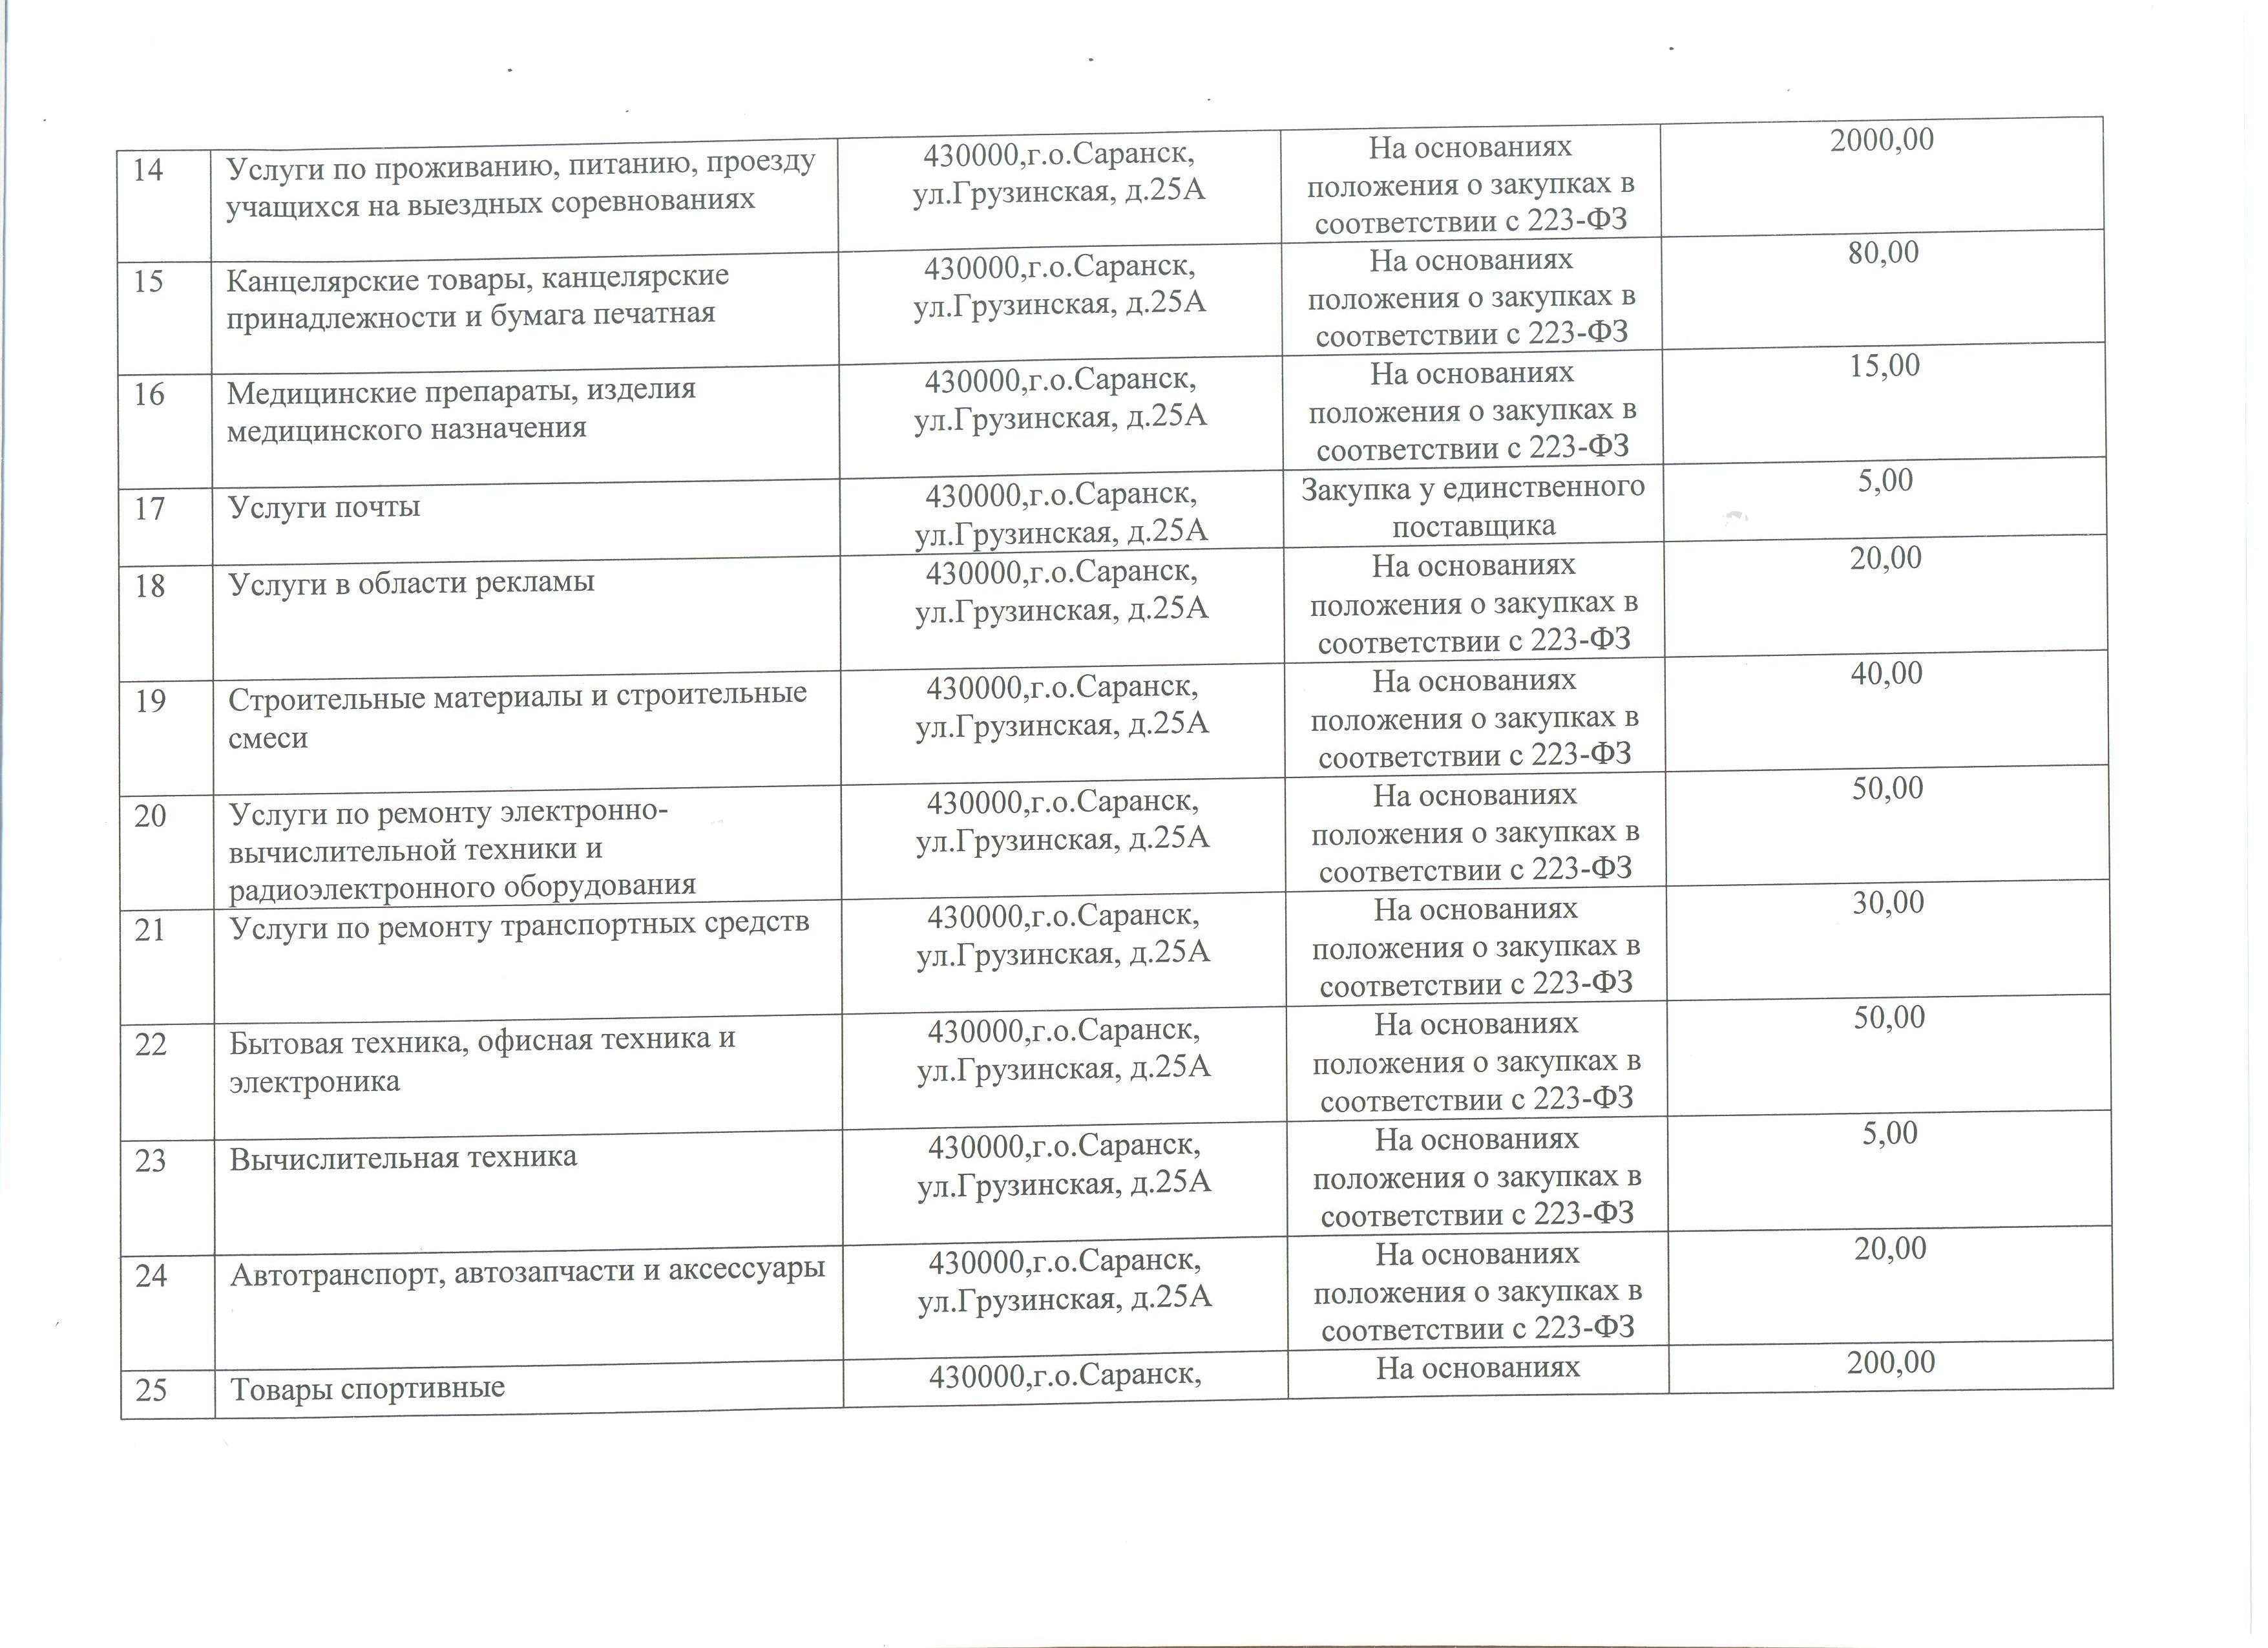 14
Услуги по проживанию, питанию, проезду
учащихся на выездных соревнованиях
430000,г.о.Саранск,
ул.Грузинская, д.25А
На основаниях
положения о закупках в
соответствии с 223-ФЗ
2000,00
15
Канцелярские товары, канцелярские
принадлежности и бумага печатная
430000,г.о.Саранск,
ул.Грузинская, д.25А
На основаниях
положения о закупках в
соответствии с 223-ФЗ
80,00
16
Медицинские препараты, изделия
медицинского назначения
430000,г.о.Саранск,
ул.Грузинская, д.25А
На основаниях
положения о закупках в
соответствии с 223-ФЗ
15,00
17
Услуги почты
430000,г.о.Саранск,
ул.Грузинская, д.25А
Закупка у единственного
поставщика
5,00
18
Услуги в области рекламы
430000,г.о.Саранск,
ул.Грузинская, д.25А
На основаниях
положения о закупках в
соответствии с 223-ФЗ
20,00
19
Строительные материалы и строительные
смеси
430000,г.о.Саранск,
ул.Грузинская, д.25А
На основаниях
положения о закупках в
соответствии с 223-ФЗ
40,00
20
Услуги по ремонту электронно-
вычислительной техники и
радиоэлектронного оборудования
430000,г.о.Саранск,
ул.Грузинская, д.25А
На основаниях
положения о закупках в
соответствии с 223-ФЗ
50,00
21
Услуги по ремонту транспортных средств
430000,г.о.Саранск,
ул.Грузинская, д.25А
На основаниях
положения о закупках в
соответствии с 223-ФЗ
30,00
22
Бытовая техника, офисная техника и
электроника
430000,г.о.Саранск,
ул.Грузинская, д.25А
На основаниях
положения о закупках в
соответствии с 223-ФЗ
50,00
23
Вычислительная техника
430000,г.о.Саранск,
ул.Грузинская, д.25А
На основаниях
положения о закупках в
соответствии с 223-ФЗ
5,00
24
Автотранспорт, автозапчасти и аксессуары
430000,г.о.Саранск,
ул.Грузинская, д.25А
На основаниях
положения о закупках в
соответствии с 223-ФЗ
20,00
25
Товары спортивные
430000,г.о.Саранск,
На основаниях
200,00